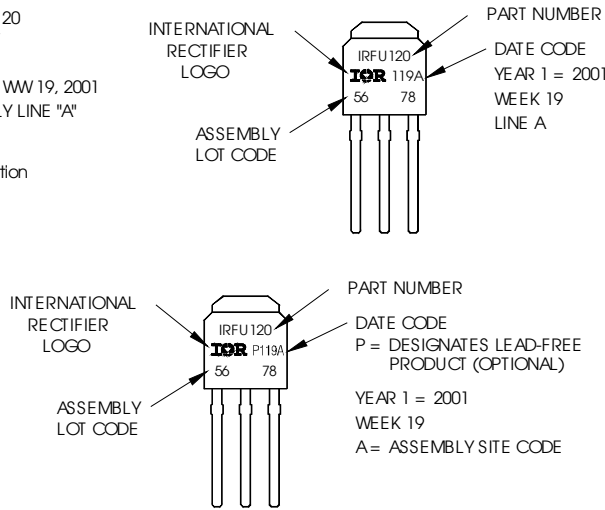 20
WW 19, 2001
Y LINE "A"
tion
INTERNATIONAL
RECTIFIER
LOGO
ASSEMBLY
LOT CODE
IRFU120
IOR 119A
56 78
PART NUMBER
DATE CODE
YEAR 1 = 2001
WEEK 19
LINE A
INTERNATIONAL
RECTIFIER
LOGO
ASSEMBLY
LOT CODE
IRFU120
IOR P119A
56 78
PART NUMBER
DATE CODE
P = DESIGNATES LEAD-FREE
PRODUCT (OPTIONAL)
YEAR 1 = 2001
WEEK 19
A = ASSEMBLY SITE CODE